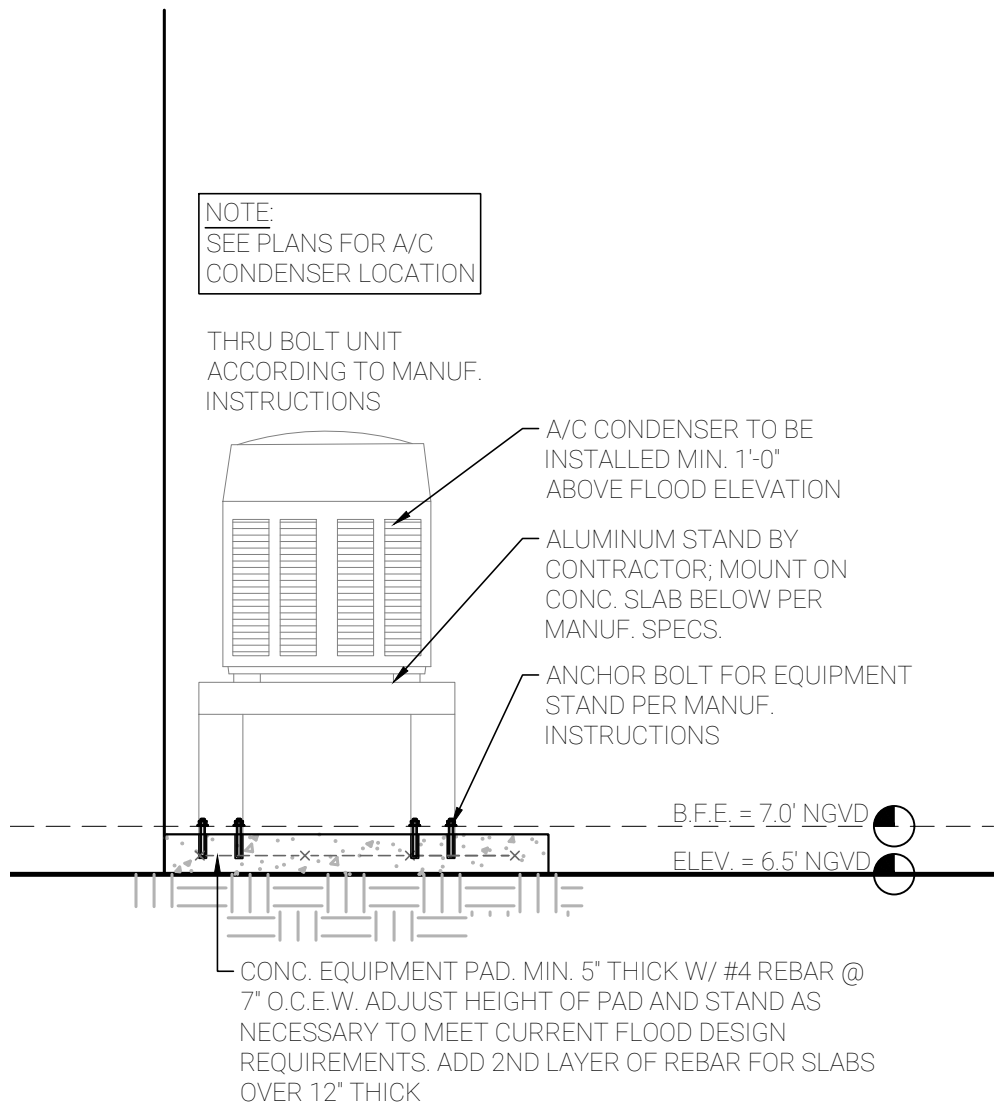 NOTE:
SEE PLANS FOR A/C
CONDENSER LOCATION
THRU BOLT UNIT
ACCORDING TO MANUF.
INSTRUCTIONS
A/C CONDENSER TO BE
INSTALLED MIN. 1'-0"
ABOVE FLOOD ELEVATION
ALUMINUM STAND BY
CONTRACTOR; MOUNT ON
CONC. SLAB BELOW PER
MANUF. SPECS.
ANCHOR BOLT FOR EQUIPMENT
STAND PER MANUF.
INSTRUCTIONS
B.F.E. = 7.0' NGVD
ELEV. = 6.5' NGVD
CONC. EQUIPMENT PAD. MIN. 5" THICK W/ #4 REBAR @
7" O.C.E.W. ADJUST HEIGHT OF PAD AND STAND AS
NECESSARY TO MEET CURRENT FLOOD DESIGN
REQUIREMENTS. ADD 2ND LAYER OF REBAR FOR SLABS
OVER 12" THICK